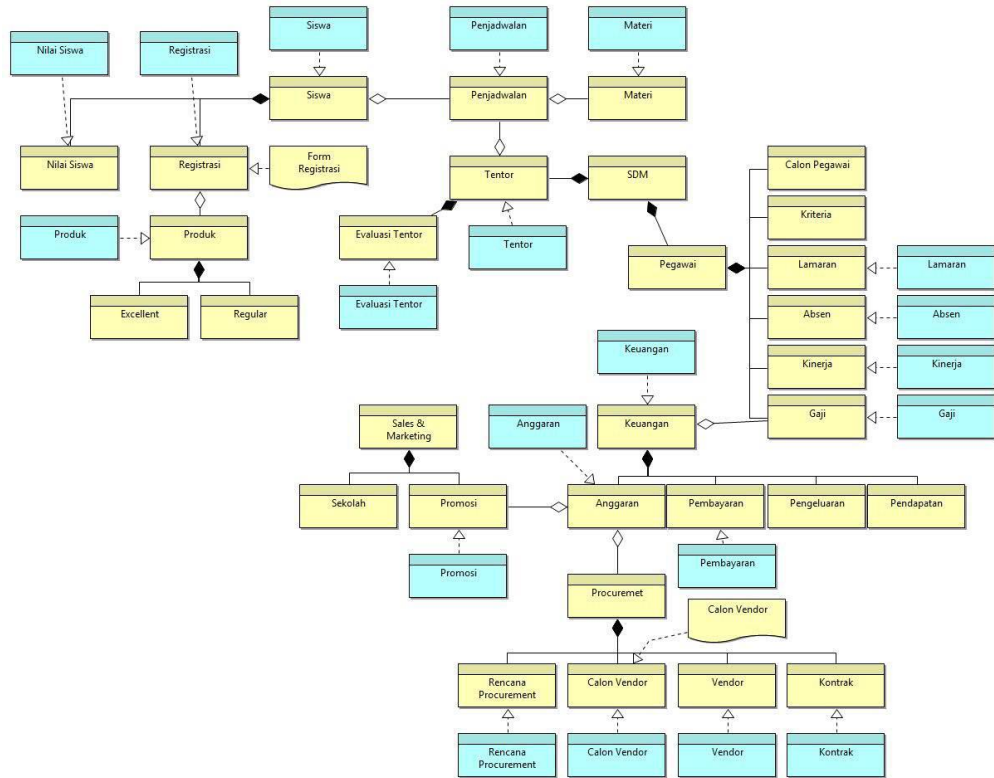 Siswa
Penjadwalan
Materi
Nilai Siswa
Registrasi
Siswa
Penjadwalan
Materi
Nilai Siswa
Registrasi
Form
Registrasi
Tentor
SDM
Calon Pegawai
Kriteria
Produk
Produk
Evaluasi Tentor
Tentor
Pegawai
Lamaran
Lamaran
Excellent
Regular
Evaluasi Tentor
Absen
Absen
Keuangan
Kinerja
Kinerja
Sales &
Marketing
Anggaran
Keuangan
Gaji
Gaji
Sekolah
Promosi
Anggaran
Pembayaran
Pengeluaran
Pendapatan
Promosi
Pembayaran
Procuremet
Calon Vendor
Rencana
Procurement
Calon Vendor
Vendor
Kontrak
Rencana
Procurement
Calon Vendor
Vendor
Kontrak